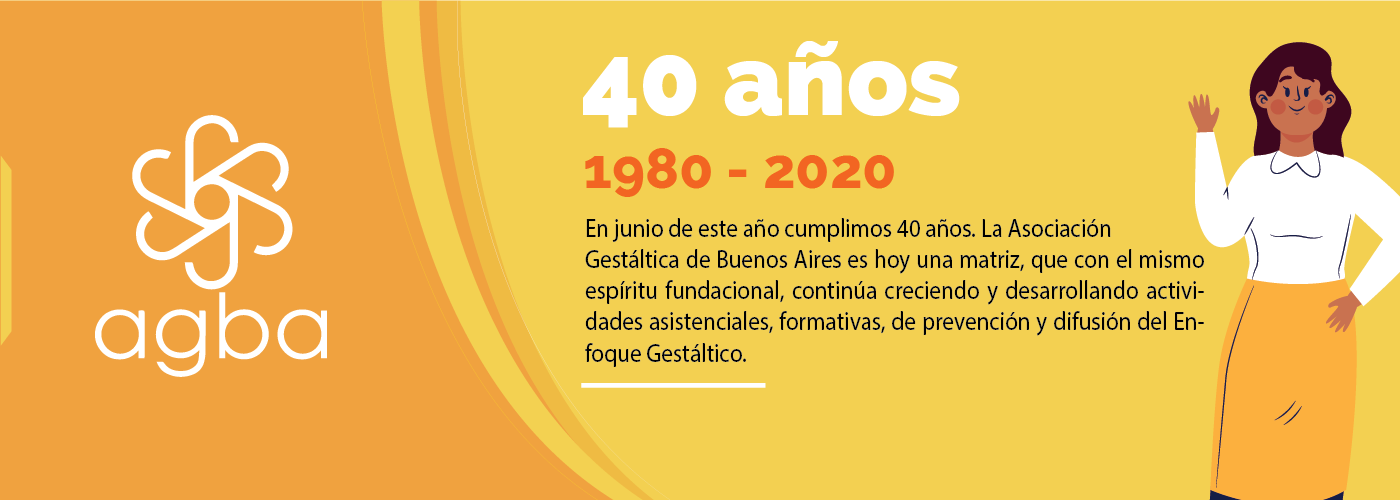 agba
40 años
1980 - 2020
En junio de este año cumplimos 40 años. La Asociación
Gestáltica de Buenos Aires es hoy una matriz, que con el mismo
espíritu fundacional, continúa creciendo y desarrollando activi-
dades asistenciales, formativas, de prevención y difusión del En-
foque Gestáltico.